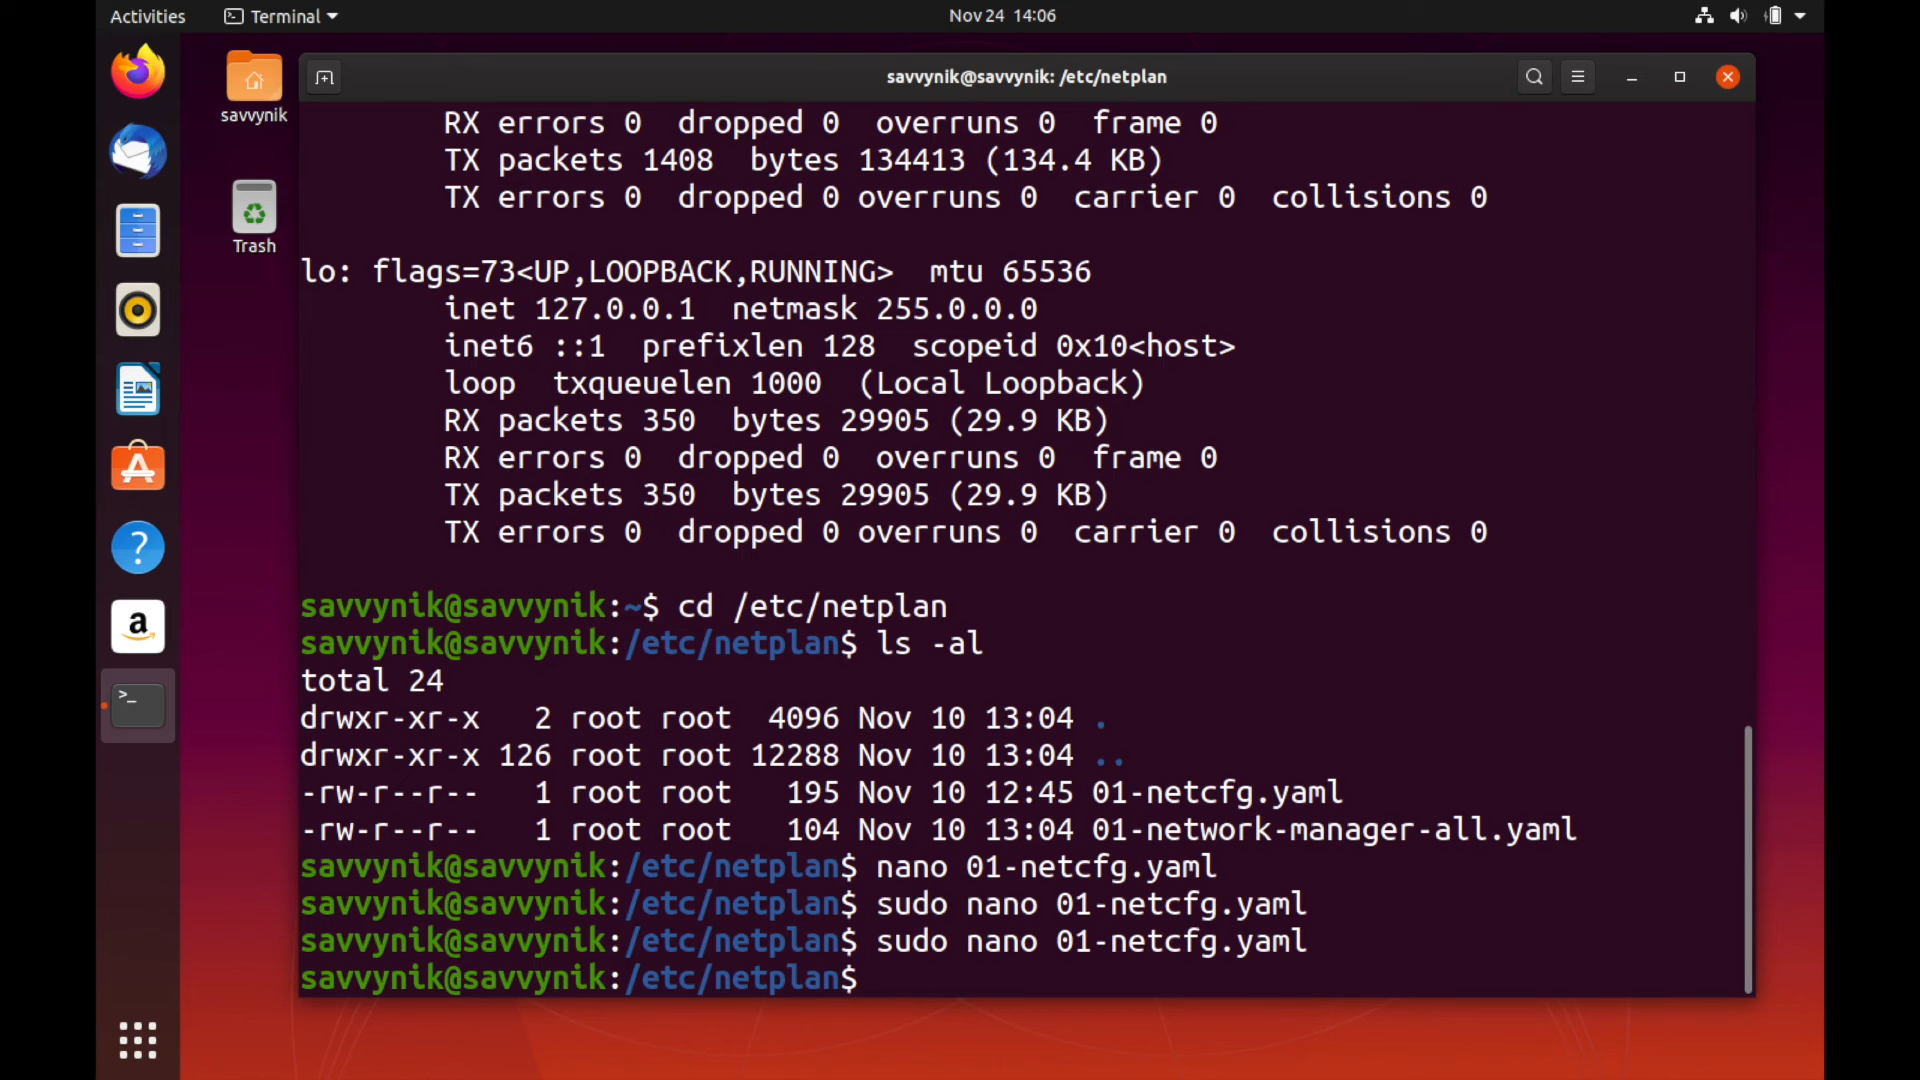 Activities Terminal Nov 24 14:06
savvynik@savvynik: /etc/netplan
savvynik
Trash
RX errors 0  dropped 0  overruns 0  frame 0
TX packets 1408  bytes 134413 (134.4 KB)
TX errors 0  dropped 0 overruns 0  carrier 0  collisions 0
lo: flags=73<UP,LOOPBACK,RUNNING>  mtu 65536
inet 127.0.0.1  netmask 255.0.0.0
inet6 ::1  prefixlen 128  scopeid 0x10<host>
loop  txqueuelen 1000  (Local Loopback)
RX packets 350  bytes 29905 (29.9 KB)
RX errors 0  dropped 0  overruns 0  frame 0
TX packets 350  bytes 29905 (29.9 KB)
TX errors 0  dropped 0 overruns 0  carrier 0  collisions 0
savvynik@savvynik:~$ cd /etc/netplan
savvynik@savvynik:/etc/netplan$ ls -al
total 24
drwxr-xr-x   2 root root  4096 Nov 10 13:04 .
drwxr-xr-x 126 root root 12288 Nov 10 13:04 ..
-rw-r--r--   1 root root   195 Nov 10 12:45 01-netcfg.yaml
-rw-r--r--   1 root root   104 Nov 10 13:04 01-network-manager-all.yaml
savvynik@savvynik:/etc/netplan$ nano 01-netcfg.yaml
savvynik@savvynik:/etc/netplan$ sudo nano 01-netcfg.yaml
savvynik@savvynik:/etc/netplan$ sudo nano 01-netcfg.yaml
savvynik@savvynik:/etc/netplan$